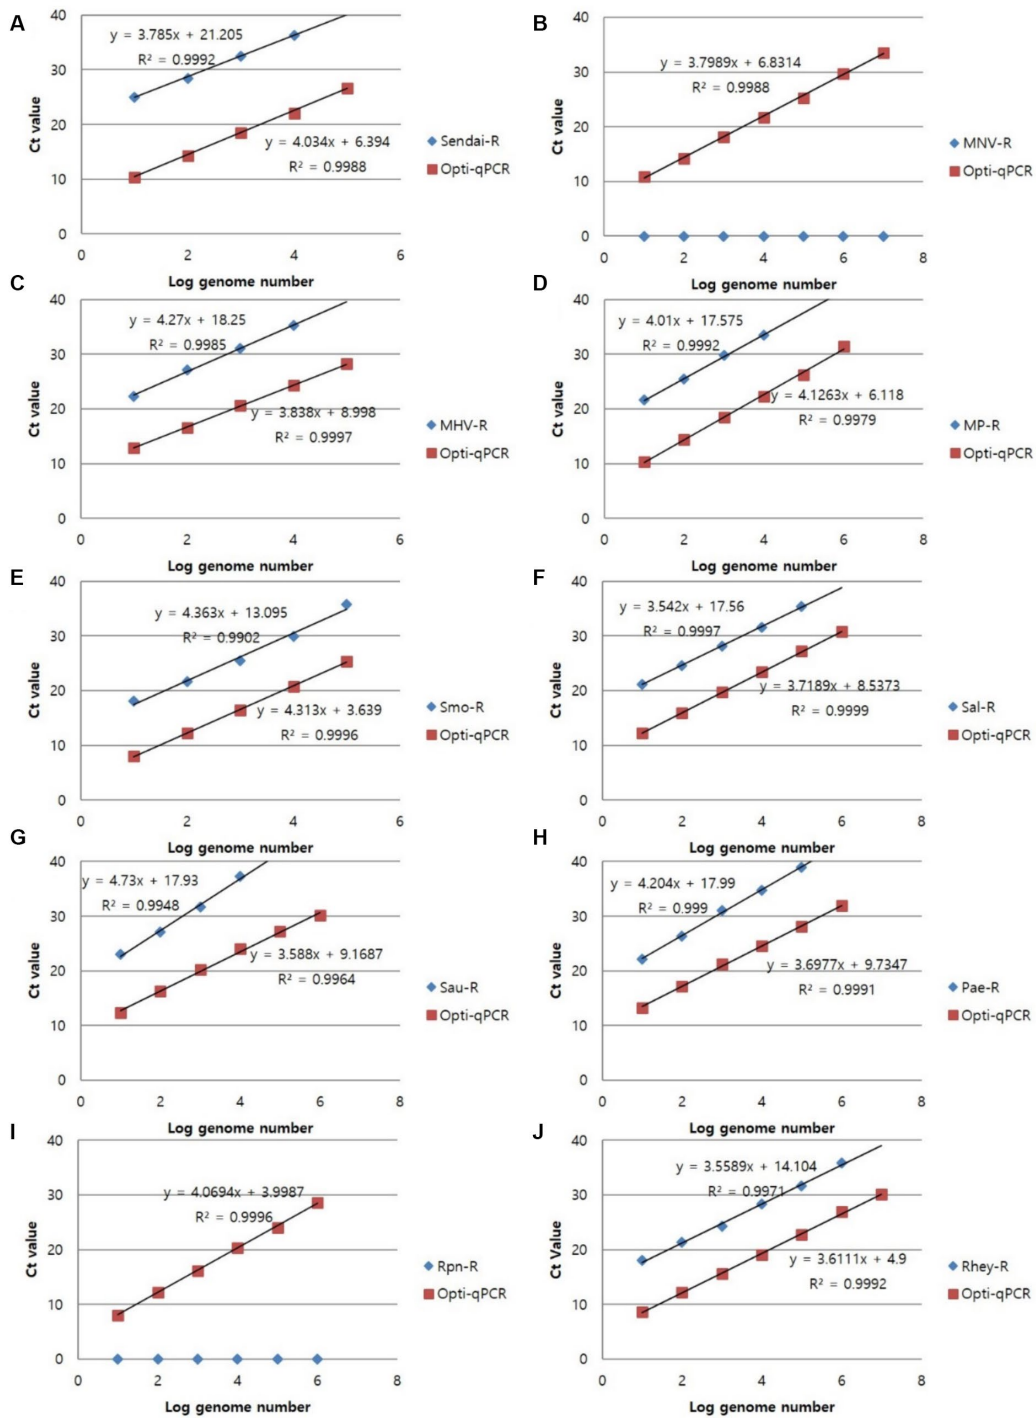 A
40
30
20
10
0
Ct value
y = 3.785x + 21.205
R² = 0.9992
y = 4.034x + 6.394
R² = 0.9988
Sendai-R
Opti-qPCR
0 2 4 6
Log genome number
B
40
30
20
10
0
Ct value
y = 3.7989x + 6.8314
R² = 0.9988
MNV-R
Opti-qPCR
0 2 4 6 8
Log genome number
C
40
30
20
10
0
Ct value
y = 4.27x + 18.25
R² = 0.9985
y = 3.838x + 8.998
R² = 0.9997
MHV-R
Opti-qPCR
0 2 4 6
Log genome number
D
40
30
20
10
0
Ct value
y = 4.01x + 17.575
R² = 0.9992
y = 4.1263x + 6.118
R² = 0.9979
MP-R
Opti-qPCR
0 2 4 6 8
Log genome number
E
40
30
20
10
0
Ct value
y = 4.363x + 13.095
R² = 0.9902
y = 4.313x + 3.639
R² = 0.9996
Smo-R
Opti-qPCR
0 2 4 6
Log genome number
F
40
30
20
10
0
Ct value
y = 3.542x + 17.56
R² = 0.9997
y = 3.7189x + 8.5373
R² = 0.9999
Sal-R
Opti-qPCR
0 2 4 6 8
Log genome number
G
40
30
20
10
0
Ct value
y = 4.73x + 17.93
R² = 0.9948
y = 3.588x + 9.1687
R² = 0.9964
Sau-R
Opti-qPCR
0 2 4 6 8
Log genome number
H
40
30
20
10
0
Ct value
y = 4.204x + 17.99
R² = 0.999
y = 3.6977x + 9.7347
R² = 0.9991
Pae-R
Opti-qPCR
0 2 4 6 8
Log genome number
I
40
30
20
10
0
Ct value
y = 4.0694x + 3.9987
R² = 0.9996
Rpn-R
Opti-qPCR
0 2 4 6 8
Log genome number
J
40
30
20
10
0
Ct value
y = 3.5589x + 14.104
R² = 0.9971
y = 3.6111x + 4.9
R² = 0.9992
Rhey-R
Opti-qPCR
0 2 4 6 8
Log genome number